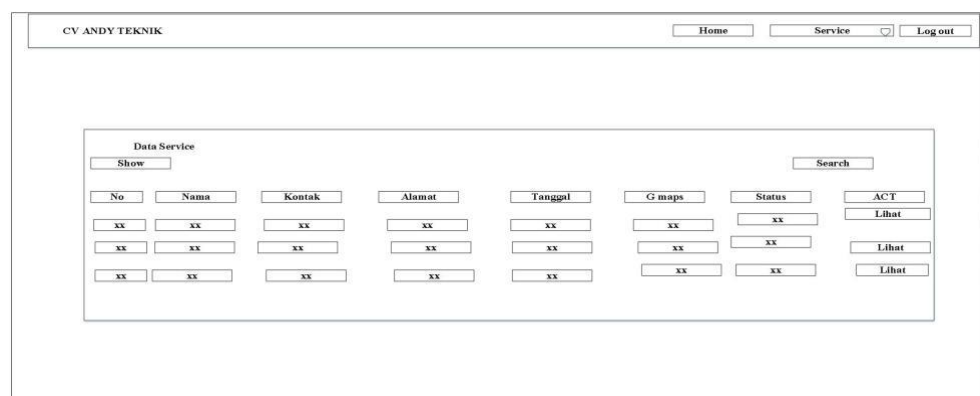 CV ANDY TEKNIK Home Service Log out
Data Service
Show Search
No Nama Kontak Alamat Tanggal G maps Status ACT
xx xx xx xx xx xx xx Lihat
xx xx xx xx xx xx xx Lihat
xx xx xx xx xx xx xx Lihat